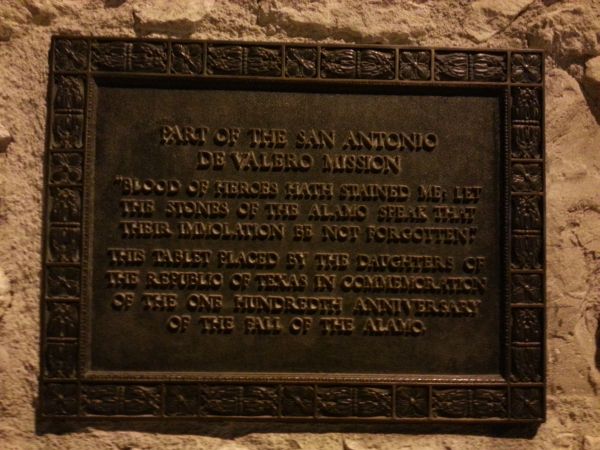 PART OF THE SAN ANTONIO
DE VALERO MISSION
"BLOOD OF HEROES HATH STAINED ME; LET
THE STONES OF THE ALAMO SPEAK THAT
THEIR IMMOLATION BE NOT FORGOTTEN."
THIS TABLET PLACED BY THE DAUGHTERS OF
THE REPUBLIC OF TEXAS IN COMMEMORATION
OF THE ONE HUNDREDTH ANNIVERSARY
OF THE FALL OF THE ALAMO.